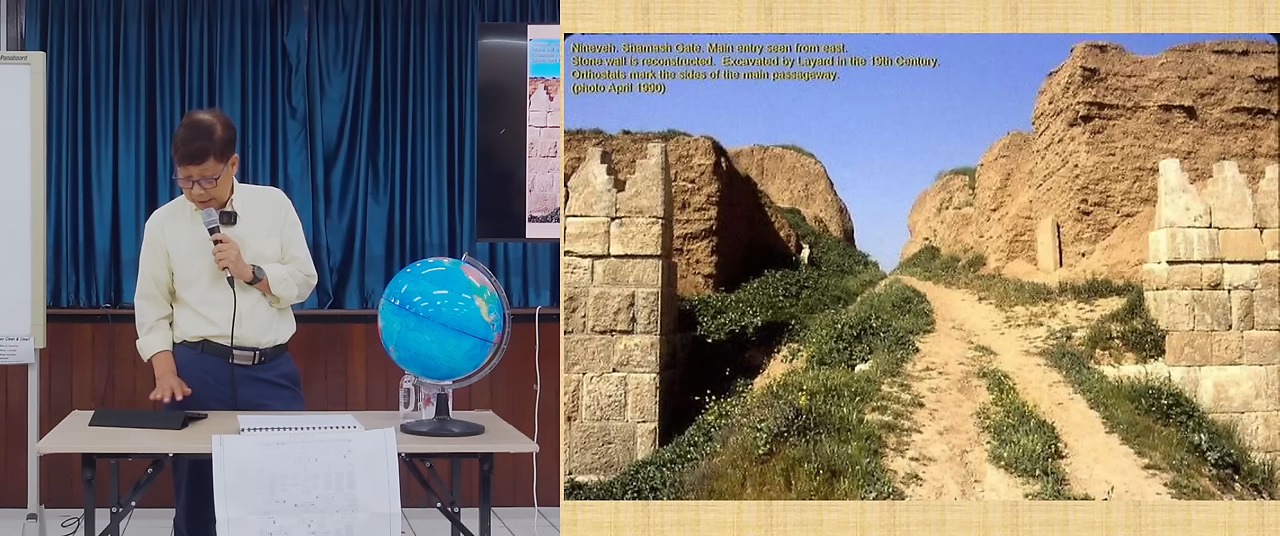 Panaboard
Nineveh. Shamash Gate. Main entry seen from east.
Stone wall is reconstructed. Excavated by Layard in the 19th Century.
Orthostats mark the sides of the main passageway.
(photo April 1990)